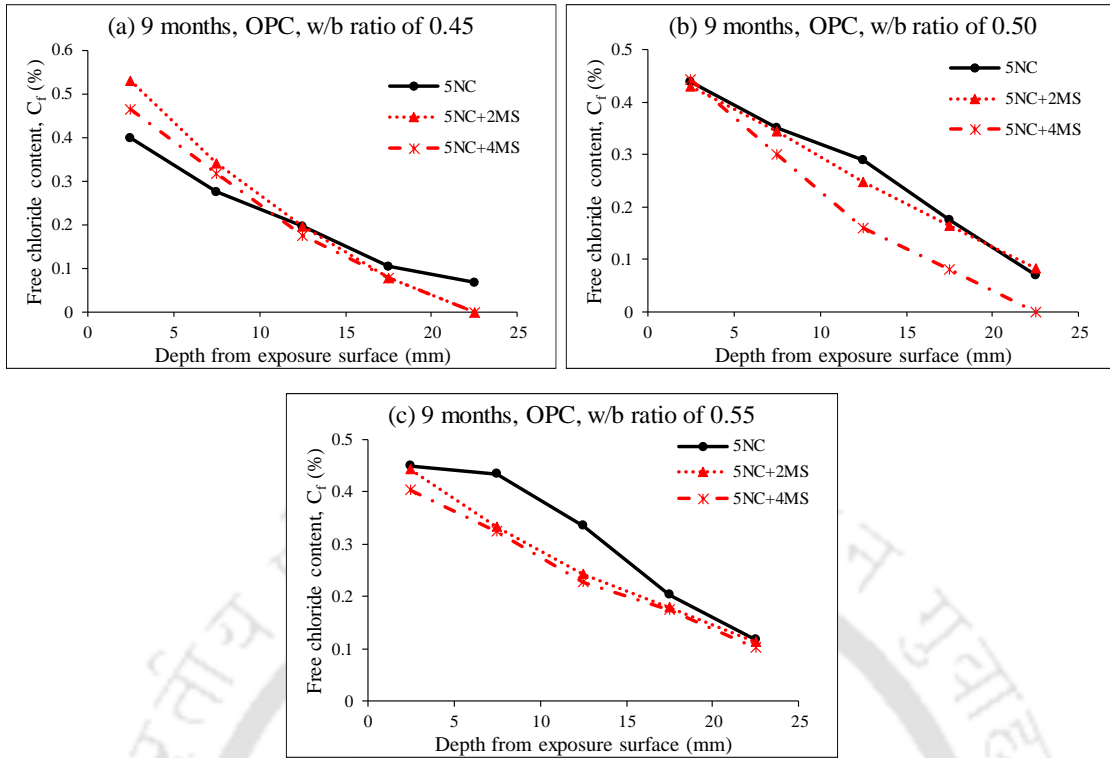 (a) 9 months, OPC, w/b ratio of 0.45
Free chloride content, C_f (%)
0.6
0.5
0.4
0.3
0.2
0.1
0
0 5 10 15 20 25
Depth from exposure surface (mm)
5NC
5NC+2MS
5NC+4MS
(b) 9 months, OPC, w/b ratio of 0.50
Free chloride content, C_f (%)
0.5
0.4
0.3
0.2
0.1
0
0 5 10 15 20 25
Depth from exposure surface (mm)
5NC
5NC+2MS
5NC+4MS
(c) 9 months, OPC, w/b ratio of 0.55
Free chloride content, C_f (%)
0.5
0.4
0.3
0.2
0.1
0
0 5 10 15 20 25
Depth from exposure surface (mm)
5NC
5NC+2MS
5NC+4MS